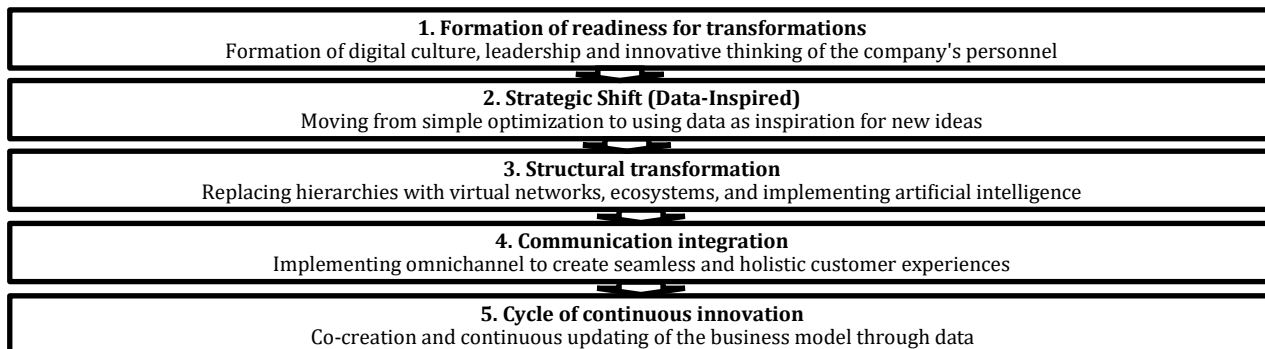 1. Formation of readiness for transformations
Formation of digital culture, leadership and innovative thinking of the company's personnel
2. Strategic Shift (Data-Inspired)
Moving from simple optimization to using data as inspiration for new ideas
3. Structural transformation
Replacing hierarchies with virtual networks, ecosystems, and implementing artificial intelligence
4. Communication integration
Implementing omnichannel to create seamless and holistic customer experiences
5. Cycle of continuous innovation
Co-creation and continuous updating of the business model through data